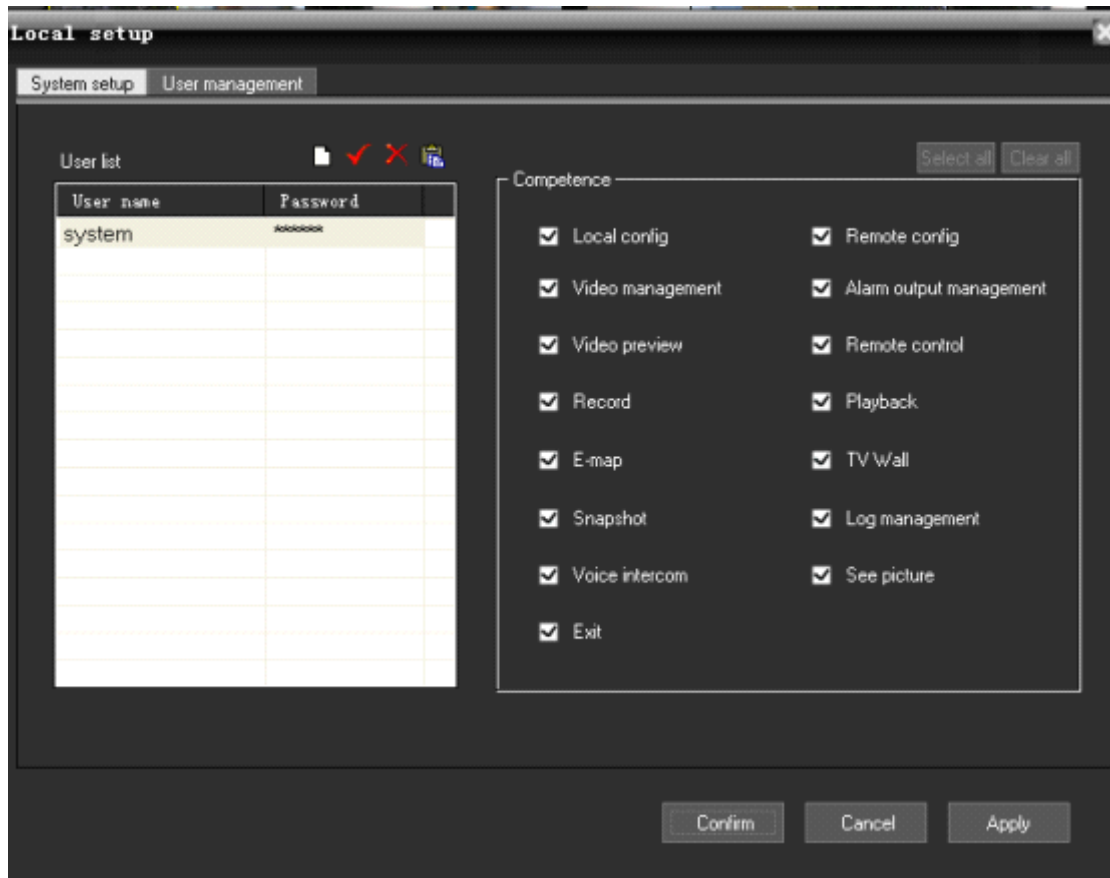 Local setup
System setup User management
User list
Select all Clear all
User name Password
system ******
Competence
Local config Remote config
Video management Alarm output management
Video preview Remote control
Record Playback
E-map TV Wall
Snapshot Log management
Voice intercom See picture
Exit
Confirm Cancel Apply